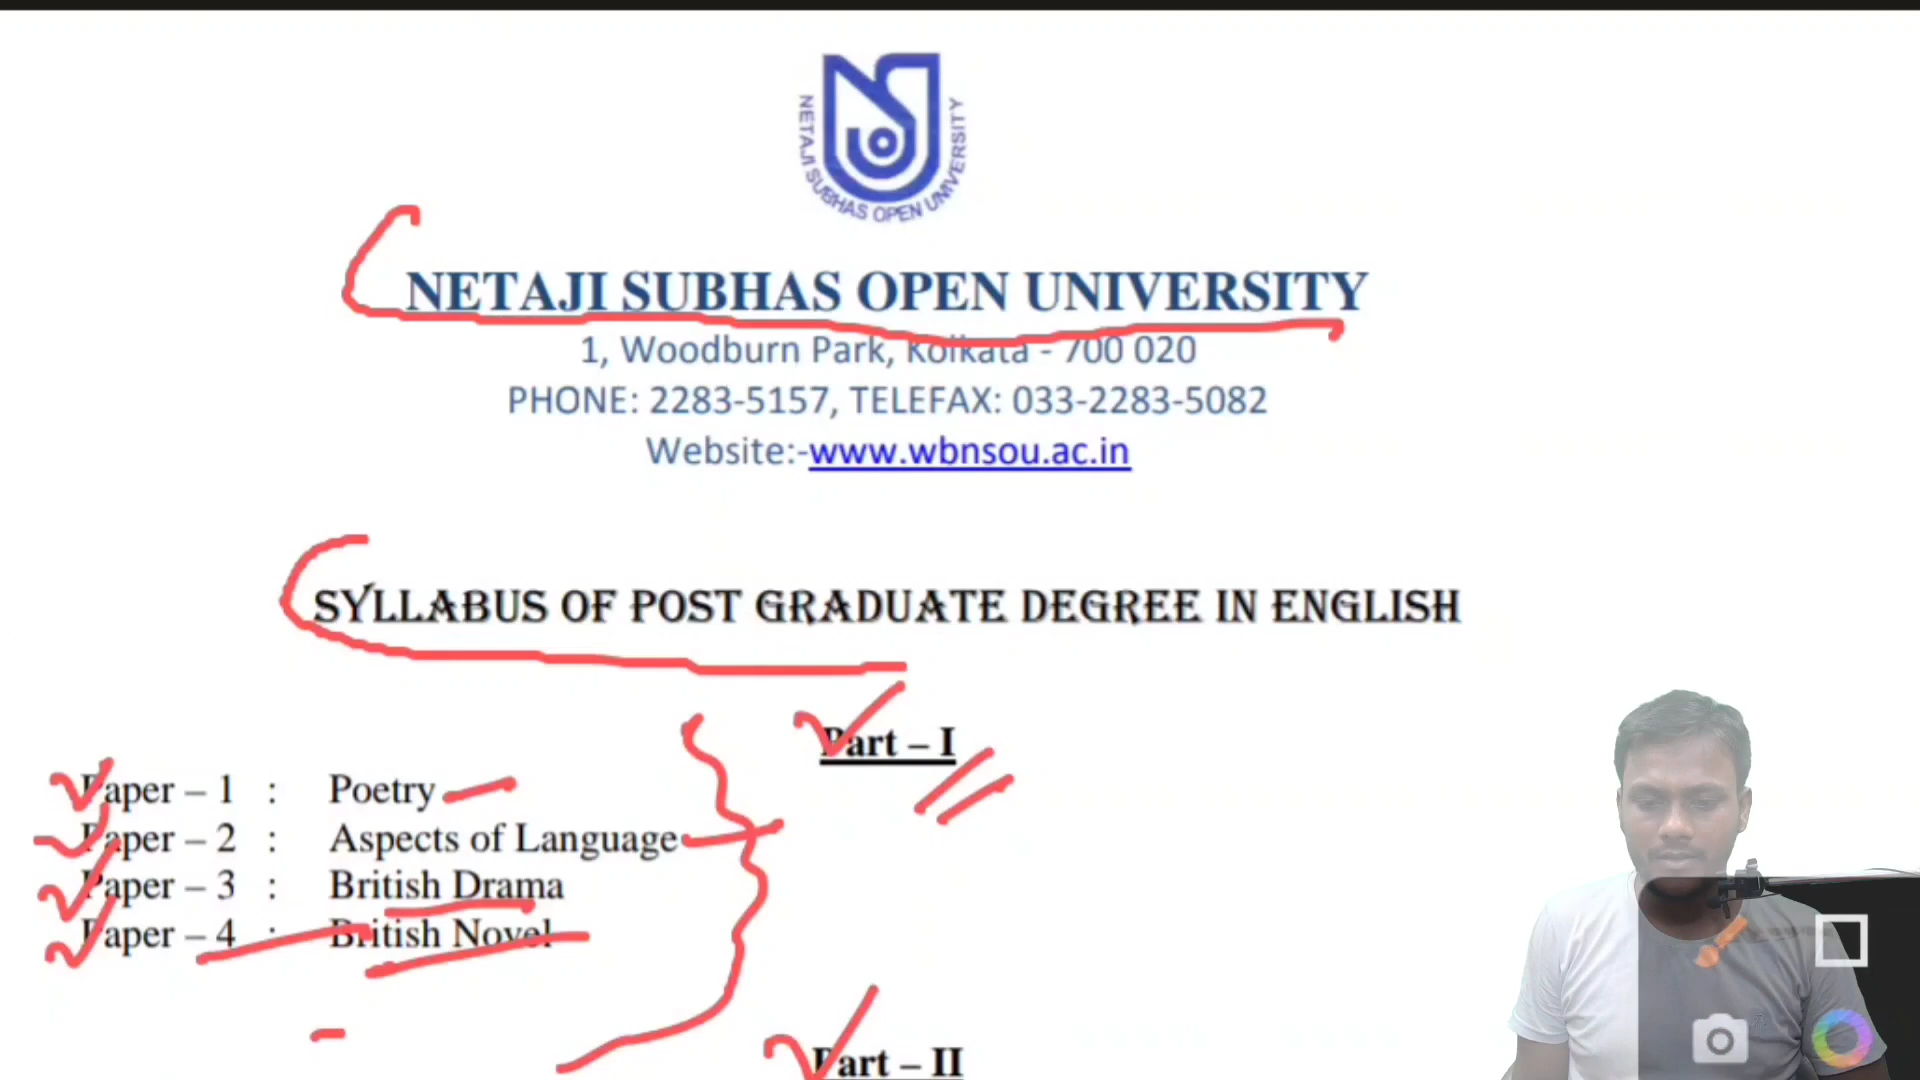 NETAJI SUBHAS OPEN UNIVERSITY
NETAJI SUBHAS OPEN UNIVERSITY
1, Woodburn Park, Kolkata - 700 020
PHONE: 2283-5157, TELEFAX: 033-2283-5082
Website:-www.wbnsou.ac.in
SYLLABUS OF POST GRADUATE DEGREE IN ENGLISH
Part – I
Paper – 1 : Poetry
Paper – 2 : Aspects of Language
Paper – 3 : British Drama
Paper – 4 : British Novel
Part – II